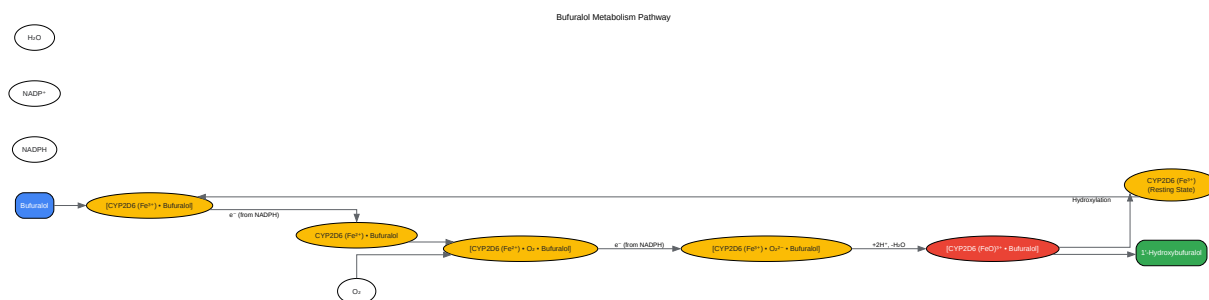 Bufuralol Metabolism Pathway
H₂O
NADP⁺
NADPH
Bufuralol
[CYP2D6 (Fe³⁺) • Bufuralol]
e⁻ (from NADPH)
CYP2D6 (Fe²⁺) • Bufuralol
O₂
[CYP2D6 (Fe²⁺) • O₂ • Bufuralol]
e⁻ (from NADPH)
[CYP2D6 (Fe³⁺) • O₂²⁻ • Bufuralol]
+2H⁺, -H₂O
[CYP2D6 (FeO)³⁺ • Bufuralol]
Hydroxylation
CYP2D6 (Fe³⁺)
(Resting State)
1'-Hydroxybufuralol